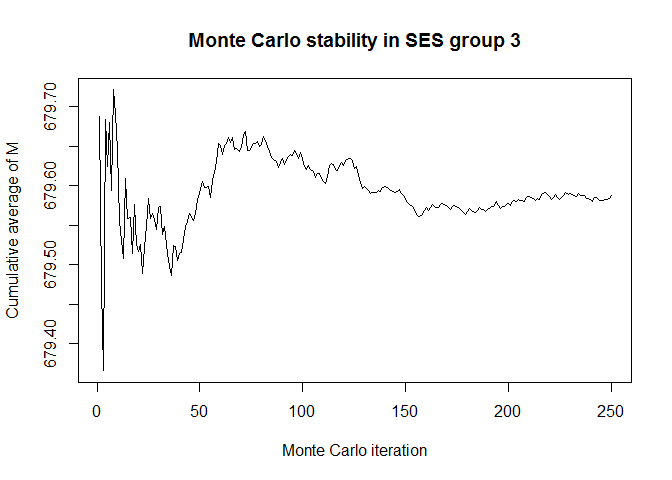 Monte Carlo stability in SES group 3
Cumulative average of M
679.70
679.60
679.50
679.40
0 50 100 150 200 250
Monte Carlo iteration